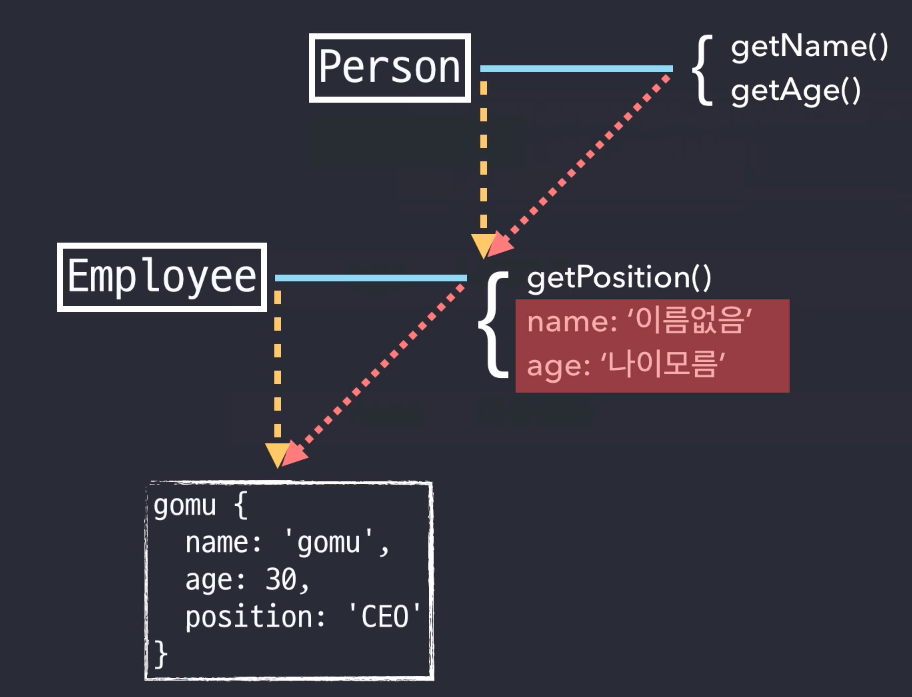 Person
{ getName()
getAge()
Employee
{ getPosition()
name: ‘이름없음’
age: ‘나이모름’
gomu {
name: 'gomu',
age: 30,
position: 'CEO'
}